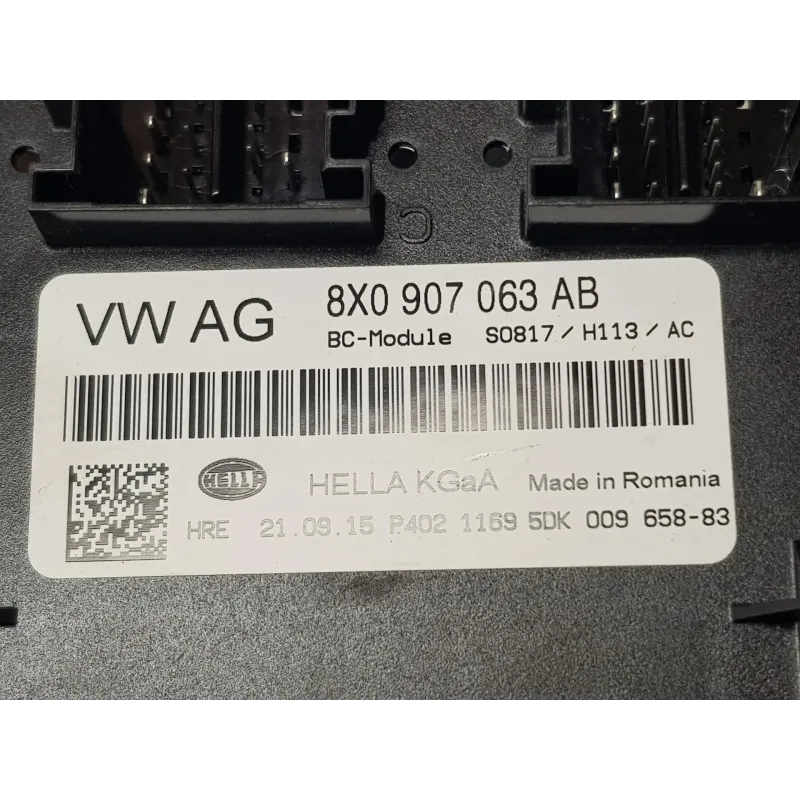 C
VW AG 8X0 907 063 AB
BC-Module S0817 / H113 / AC
HELLA HELLA KGaA Made in Romania
HRE 21.09.15 P402 1169 5DK 009 658-83